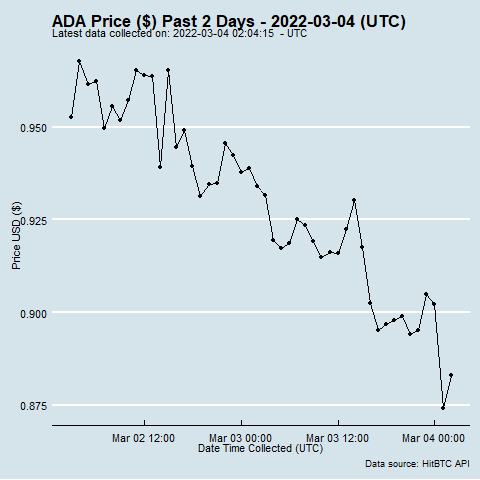 ADA Price ($) Past 2 Days - 2022-03-04 (UTC)
Latest data collected on: 2022-03-04 02:04:15  - UTC
0.950
0.925
0.900
0.875
Price USD ($)
Mar 02 12:00 Mar 03 00:00 Mar 03 12:00 Mar 04 00:00
Date Time Collected (UTC)
Data source: HitBTC API